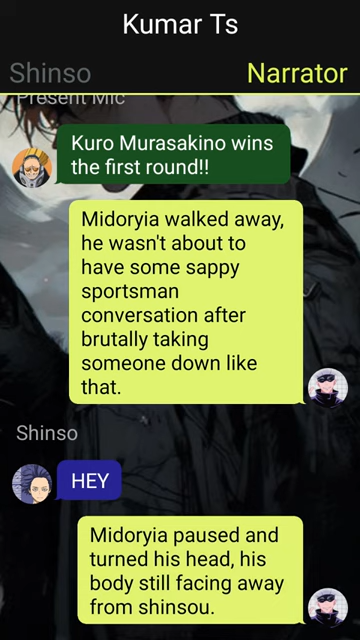 Kumar Ts
Shinso
Narrator
Present Mic
Kuro Murasakino wins
the first round!!
Midoryia walked away,
he wasn't about to
have some sappy
sportsman
conversation after
brutally taking
someone down like
that.
Shinso
HEY
Midoryia paused and
turned his head, his
body still facing away
from shinsou.